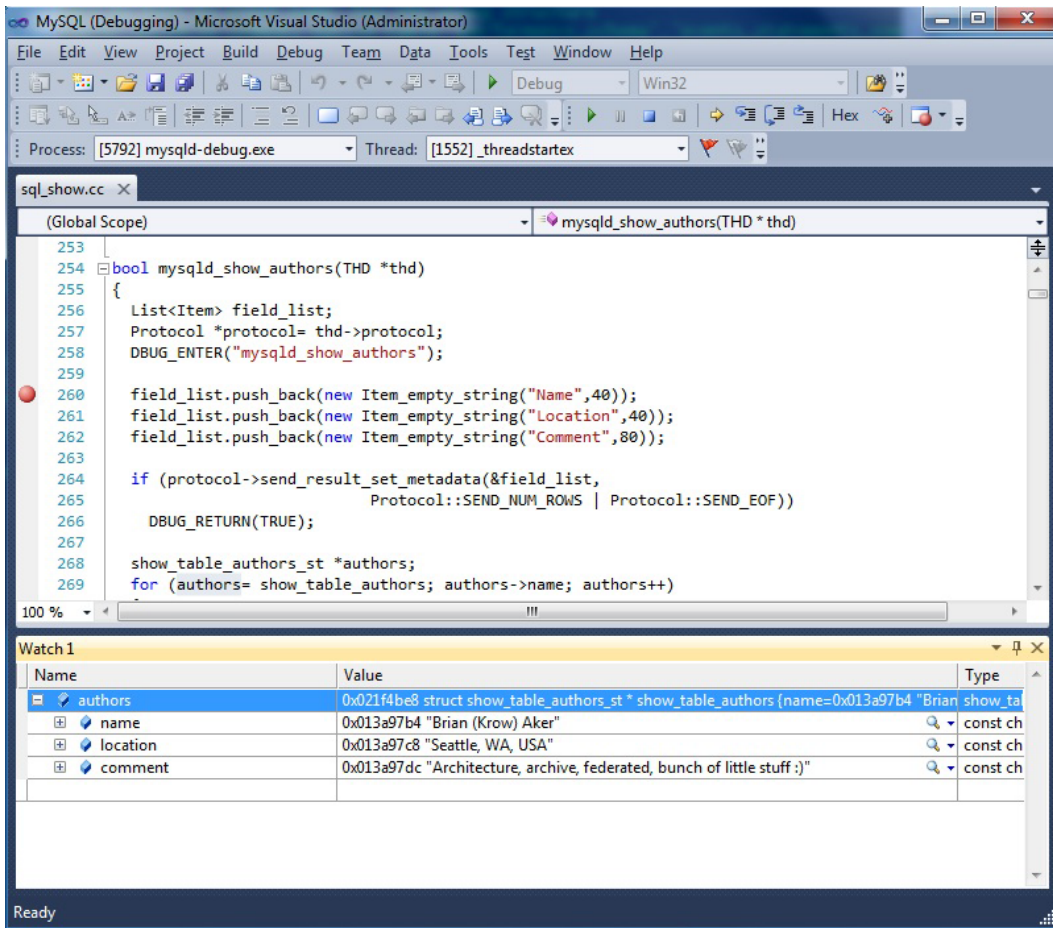 MySQL (Debugging) - Microsoft Visual Studio (Administrator)
File Edit View Project Build Debug Team Data Tools Test Window Help
Debug Win32
Hex
Process: [5792] mysqld-debug.exe Thread: [1552] _threadstartex
sql_show.cc
(Global Scope) mysqld_show_authors(THD * thd)
253
254 bool mysqld_show_authors(THD *thd)
255 {
256 List<Item> field_list;
257 Protocol *protocol= thd->protocol;
258 DBUG_ENTER("mysqld_show_authors");
259
260 field_list.push_back(new Item_empty_string("Name",40));
261 field_list.push_back(new Item_empty_string("Location",40));
262 field_list.push_back(new Item_empty_string("Comment",80));
263
264 if (protocol->send_result_set_metadata(&field_list,
265 Protocol::SEND_NUM_ROWS | Protocol::SEND_EOF))
266 DBUG_RETURN(TRUE);
267
268 show_table_authors_st *authors;
269 for (authors= show_table_authors; authors->name; authors++)
100 %
Watch 1
Name Value Type
authors 0x021f4be8 struct show_table_authors_st * show_table_authors {name=0x013a97b4 "Brian show_tal
name 0x013a97b4 "Brian (Krow) Aker" const ch
location 0x013a97c8 "Seattle, WA, USA" const ch
comment 0x013a97dc "Architecture, archive, federated, bunch of little stuff :)" const ch
Ready